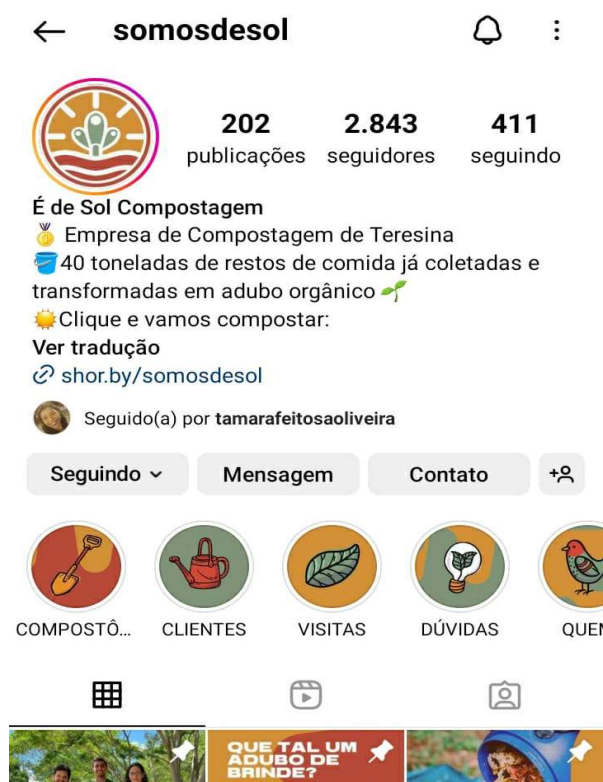 somosdesol
202 2.843 411
publicações seguidores seguindo
É de Sol Compostagem
🥇 Empresa de Compostagem de Teresina
🪣40 toneladas de restos de comida já coletadas e
transformadas em adubo orgânico 🌱
☀️Clique e vamos compostar:
Ver tradução
shor.by/somosdesol
Seguido(a) por tamarafeitosaoliveira
Seguindo Mensagem Contato
COMPOSTÔ... CLIENTES VISITAS DÚVIDAS QUE
QUE TAL UM
ADUBO DE
BRINDE?